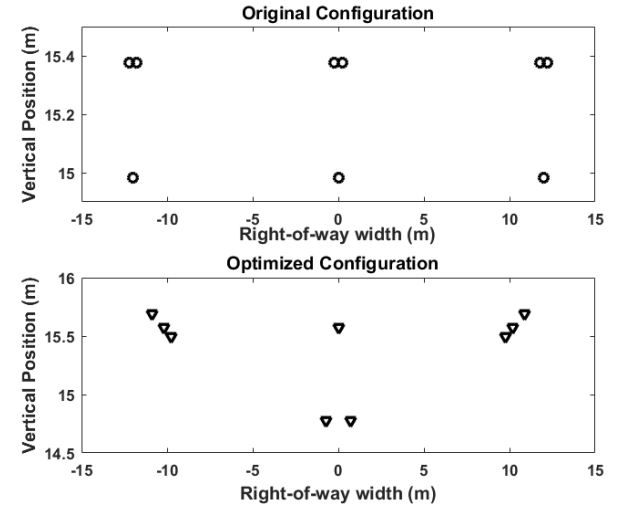 Original Configuration
Vertical Position (m)
15.4
15.2
15
-15 -10 -5 0 5 10 15
Right-of-way width (m)
Optimized Configuration
Vertical Position (m)
16
15.5
15
14.5
-15 -10 -5 0 5 10 15
Right-of-way width (m)